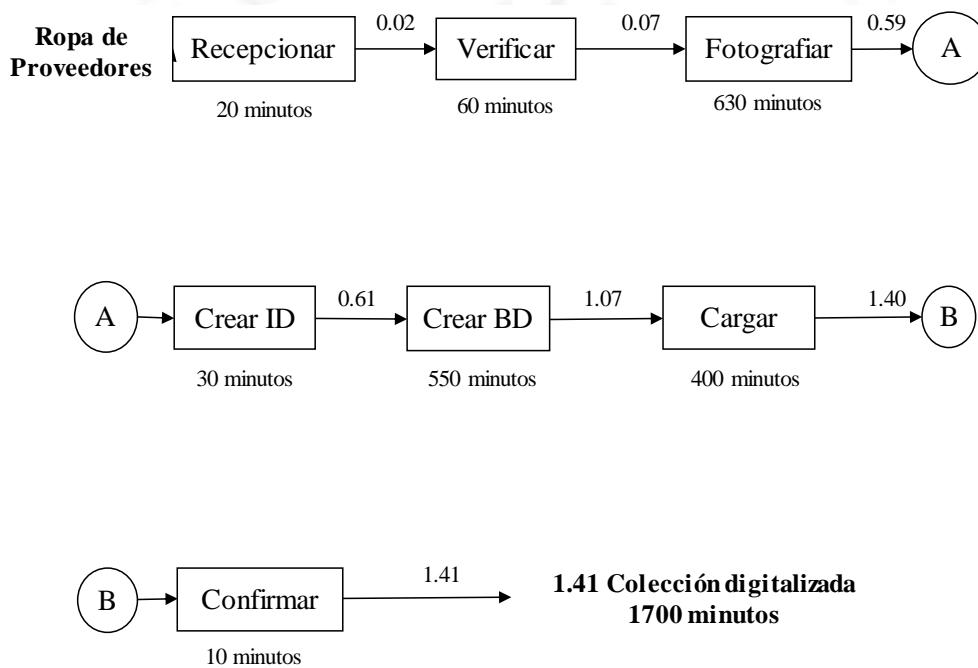 Ropa de
Proveedores
Recepcionar
0.02
Verificar
0.07
Fotografiar
0.59
A
20 minutos
60 minutos
630 minutos
A
Crear ID
0.61
Crear BD
1.07
Cargar
1.40
B
30 minutos
550 minutos
400 minutos
B
Confirmar
1.41
1.41 Colección digitalizada
1700 minutos
10 minutos